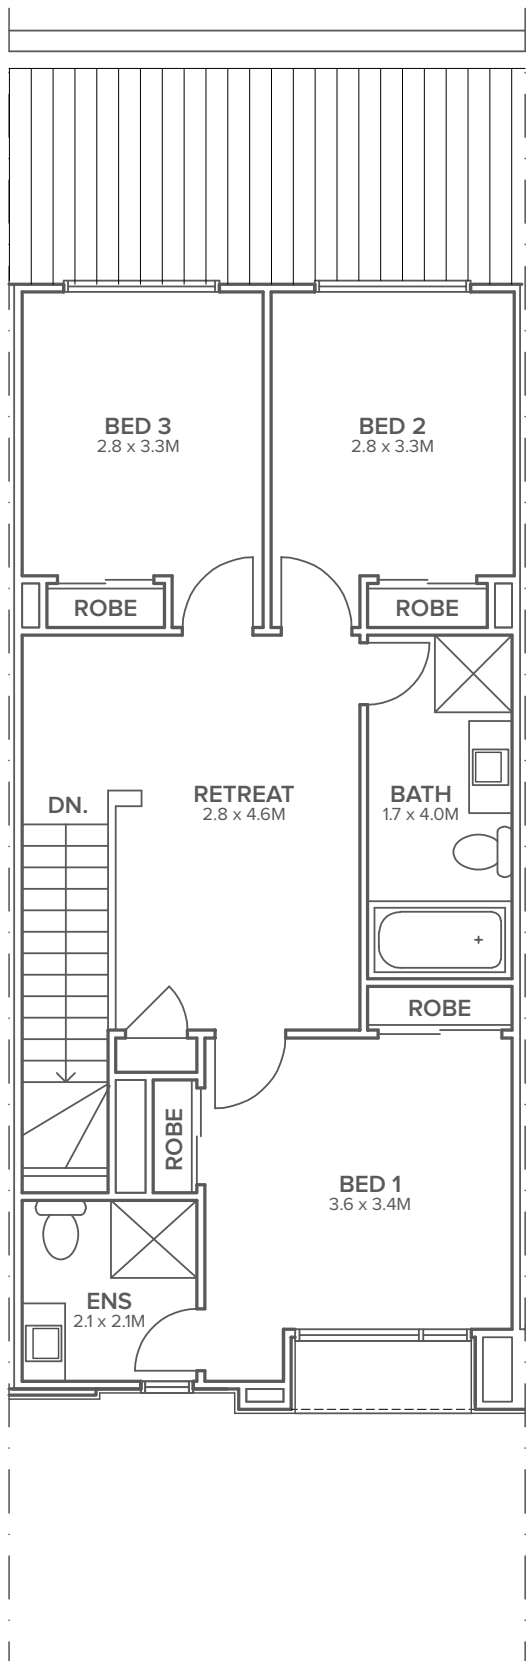 BED 3
2.8 x 3.3M
BED 2
2.8 x 3.3M
ROBE
ROBE
DN.
RETREAT
2.8 x 4.6M
BATH
1.7 x 4.0M
ROBE
ROBE
BED 1
3.6 x 3.4M
ENS
2.1 x 2.1M